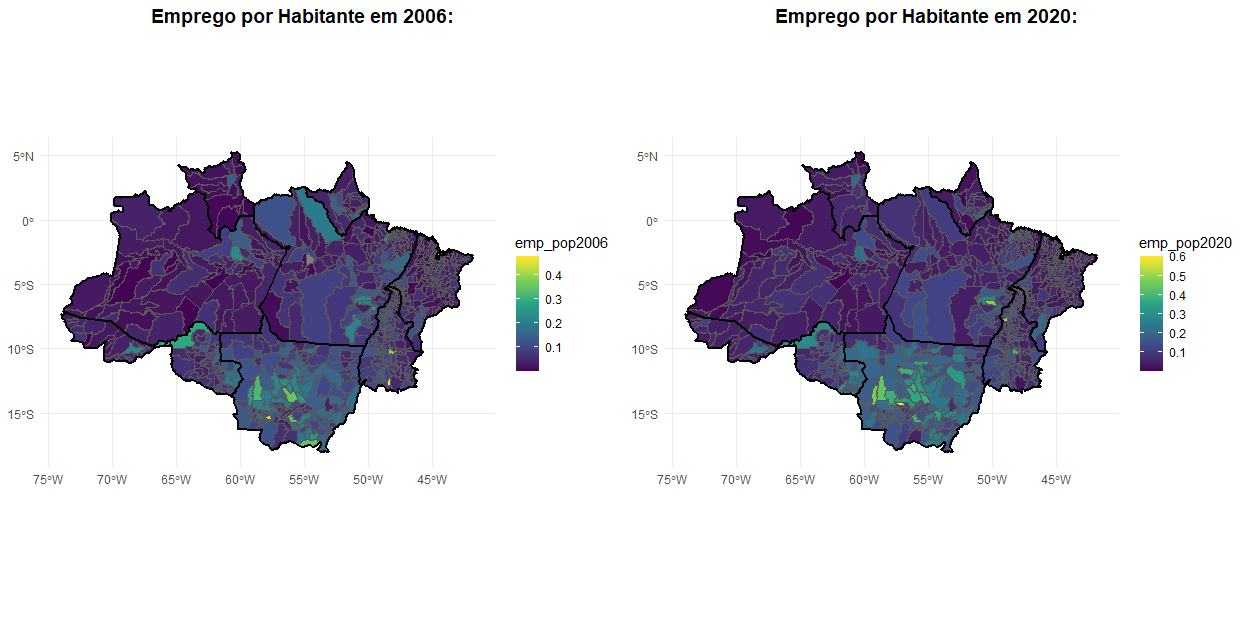 Emprego por Habitante em 2006:
5°N
0°
5°S
10°S
15°S
75°W 70°W 65°W 60°W 55°W 50°W 45°W
emp_pop2006
0.4
0.3
0.2
0.1
Emprego por Habitante em 2020:
5°N
0°
5°S
10°S
15°S
75°W 70°W 65°W 60°W 55°W 50°W 45°W
emp_pop2020
0.6
0.5
0.4
0.3
0.2
0.1